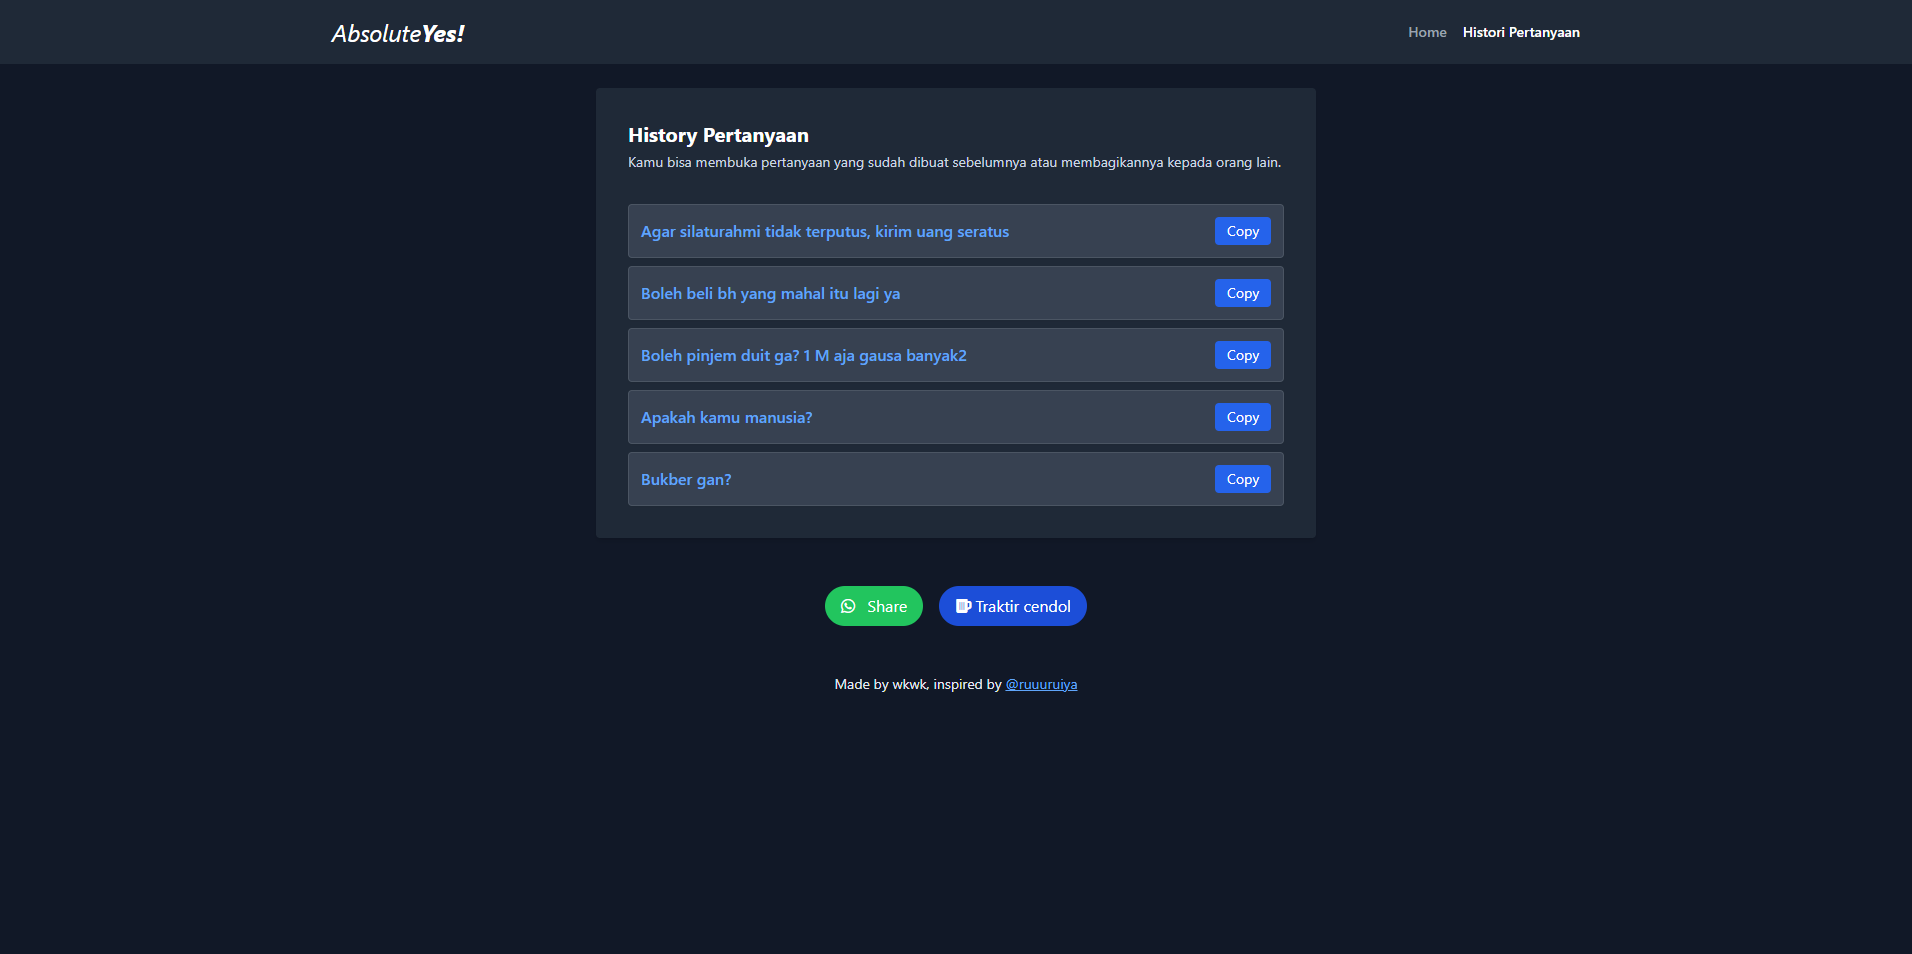 AbsoluteYes!
Home
Histori Pertanyaan
History Pertanyaan
Kamu bisa membuka pertanyaan yang sudah dibuat sebelumnya atau membagikannya kepada orang lain.
Agar silaturahmi tidak terputus, kirim uang seratus
Copy
Boleh beli bh yang mahal itu lagi ya
Copy
Boleh pinjem duit ga? 1 M aja gausa banyak2
Copy
Apakah kamu manusia?
Copy
Bukber gan?
Copy
Share
Traktir cendol
Made by wkwk, inspired by @ruuuruiya